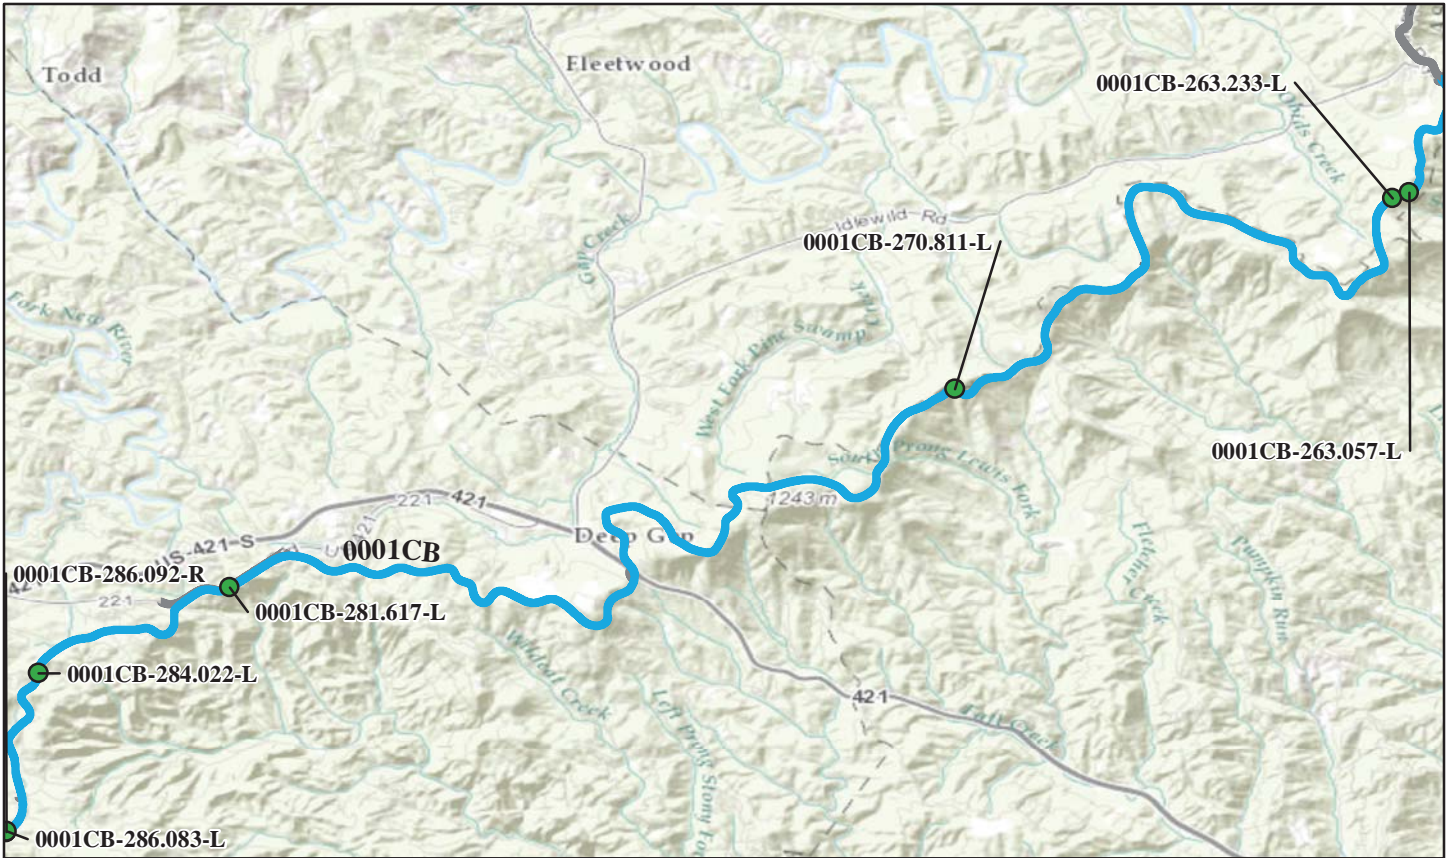 Todd
Fleetwood
0001CB-263.233-L
Obids Creek
Gap Creek
Idlewild Rd
0001CB-270.811-L
Fork New River
West Fork Pine Swamp
0001CB-263.057-L
South Prong Lewis Fork
1243 m
221
421
US-421-S
Deep Gap
0001CB
0001CB-286.092-R
221
0001CB-281.617-L
Fletcher Creek
Pumpkin Run
Wildcat Creek
0001CB-284.022-L
Left Prong Stony
421
0001CB-286.083-L